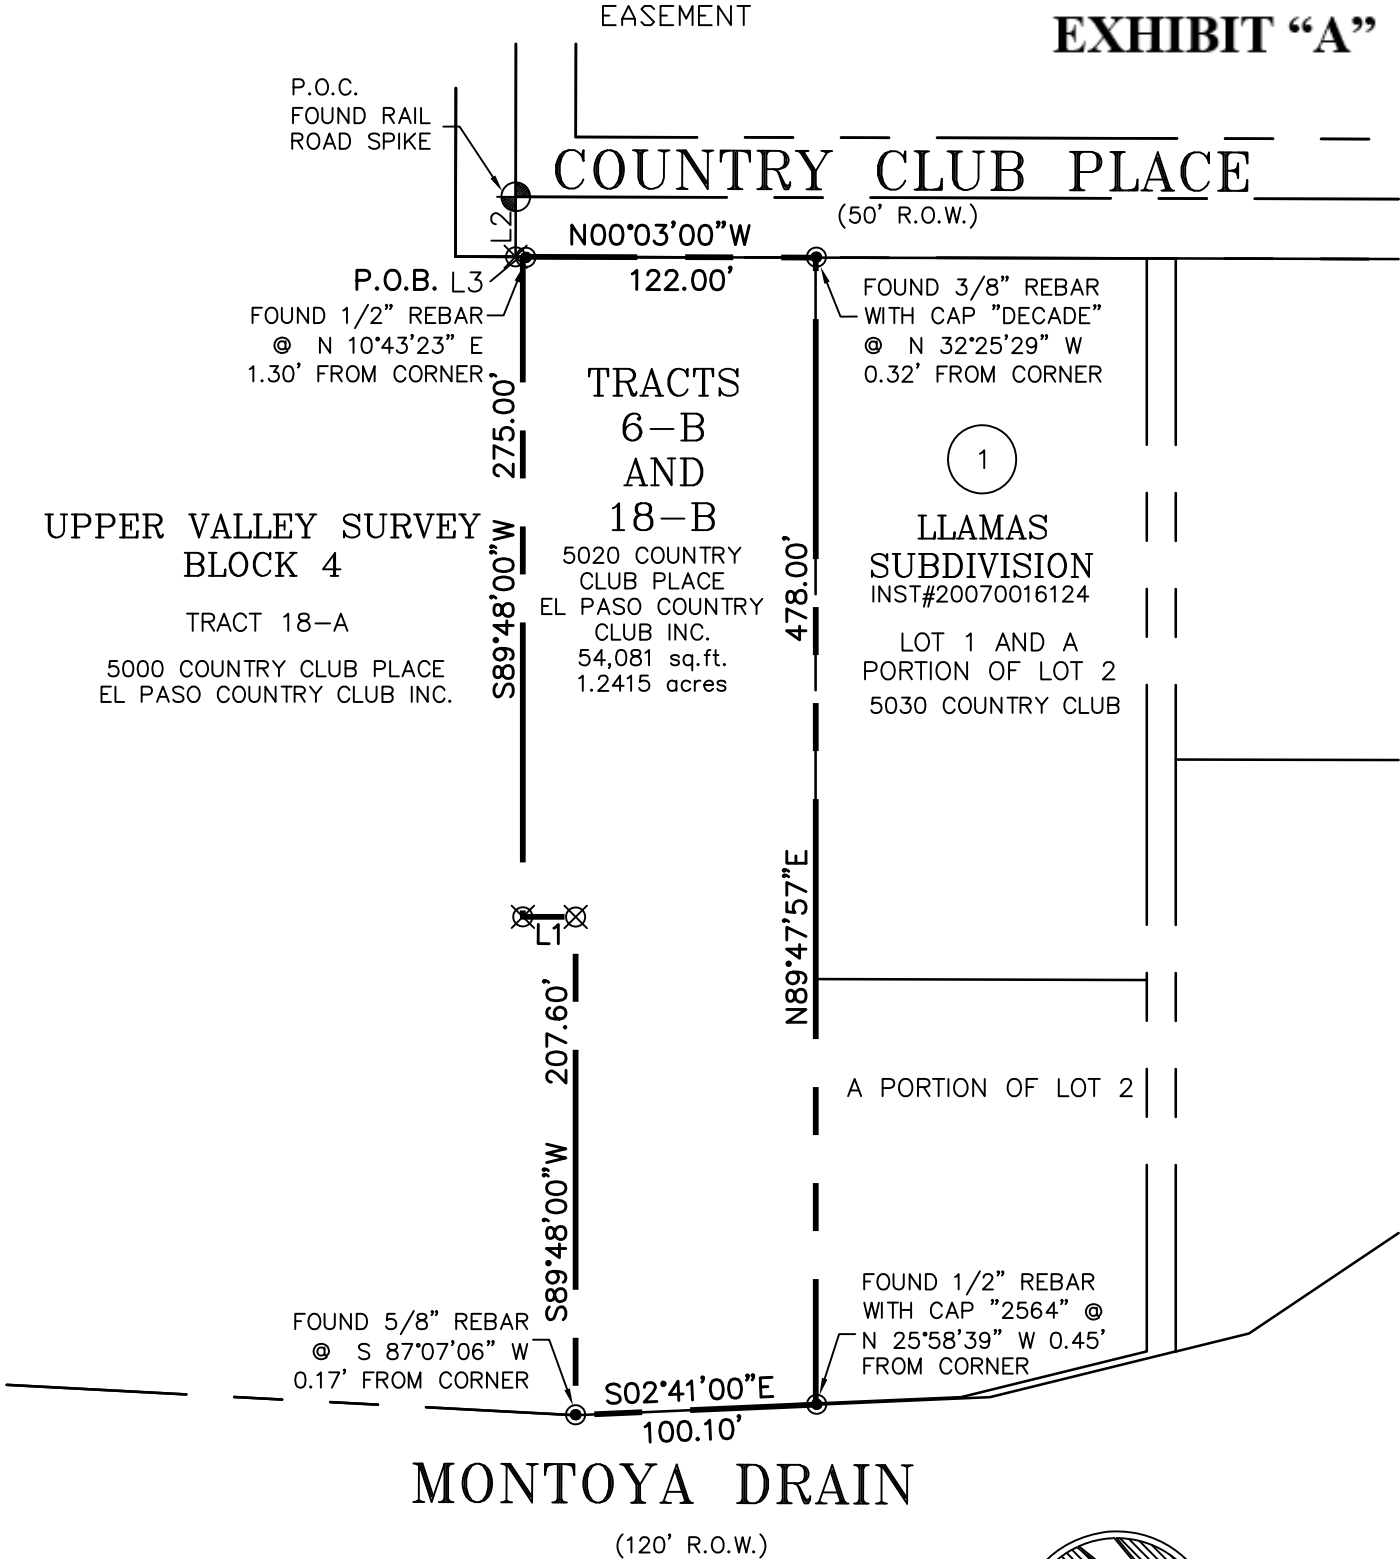 EASEMENT
EXHIBIT “A”
P.O.C.
FOUND RAIL
ROAD SPIKE
COUNTRY CLUB PLACE
(50' R.O.W.)
L2
N00°03'00"W
122.00'
P.O.B. L3
FOUND 1/2" REBAR
@ N 10°43'23" E
1.30' FROM CORNER
FOUND 3/8" REBAR
WITH CAP "DECADE"
@ N 32°25'29" W
0.32' FROM CORNER
S89°48'00"W 275.00'
TRACTS
6-B
AND
18-B
5020 COUNTRY
CLUB PLACE
EL PASO COUNTRY
CLUB INC.
54,081 sq.ft.
1.2415 acres
N89°47'57"E 478.00'
1
LLAMAS
SUBDIVISION
INST#20070016124
LOT 1 AND A
PORTION OF LOT 2
5030 COUNTRY CLUB
UPPER VALLEY SURVEY
BLOCK 4
TRACT 18-A
5000 COUNTRY CLUB PLACE
EL PASO COUNTRY CLUB INC.
L1
S89°48'00"W 207.60'
A PORTION OF LOT 2
FOUND 5/8" REBAR
@ S 87°07'06" W
0.17' FROM CORNER
FOUND 1/2" REBAR
WITH CAP "2564" @
N 25°58'39" W 0.45'
FROM CORNER
S02°41'00"E
100.10'
MONTOYA DRAIN
(120' R.O.W.)